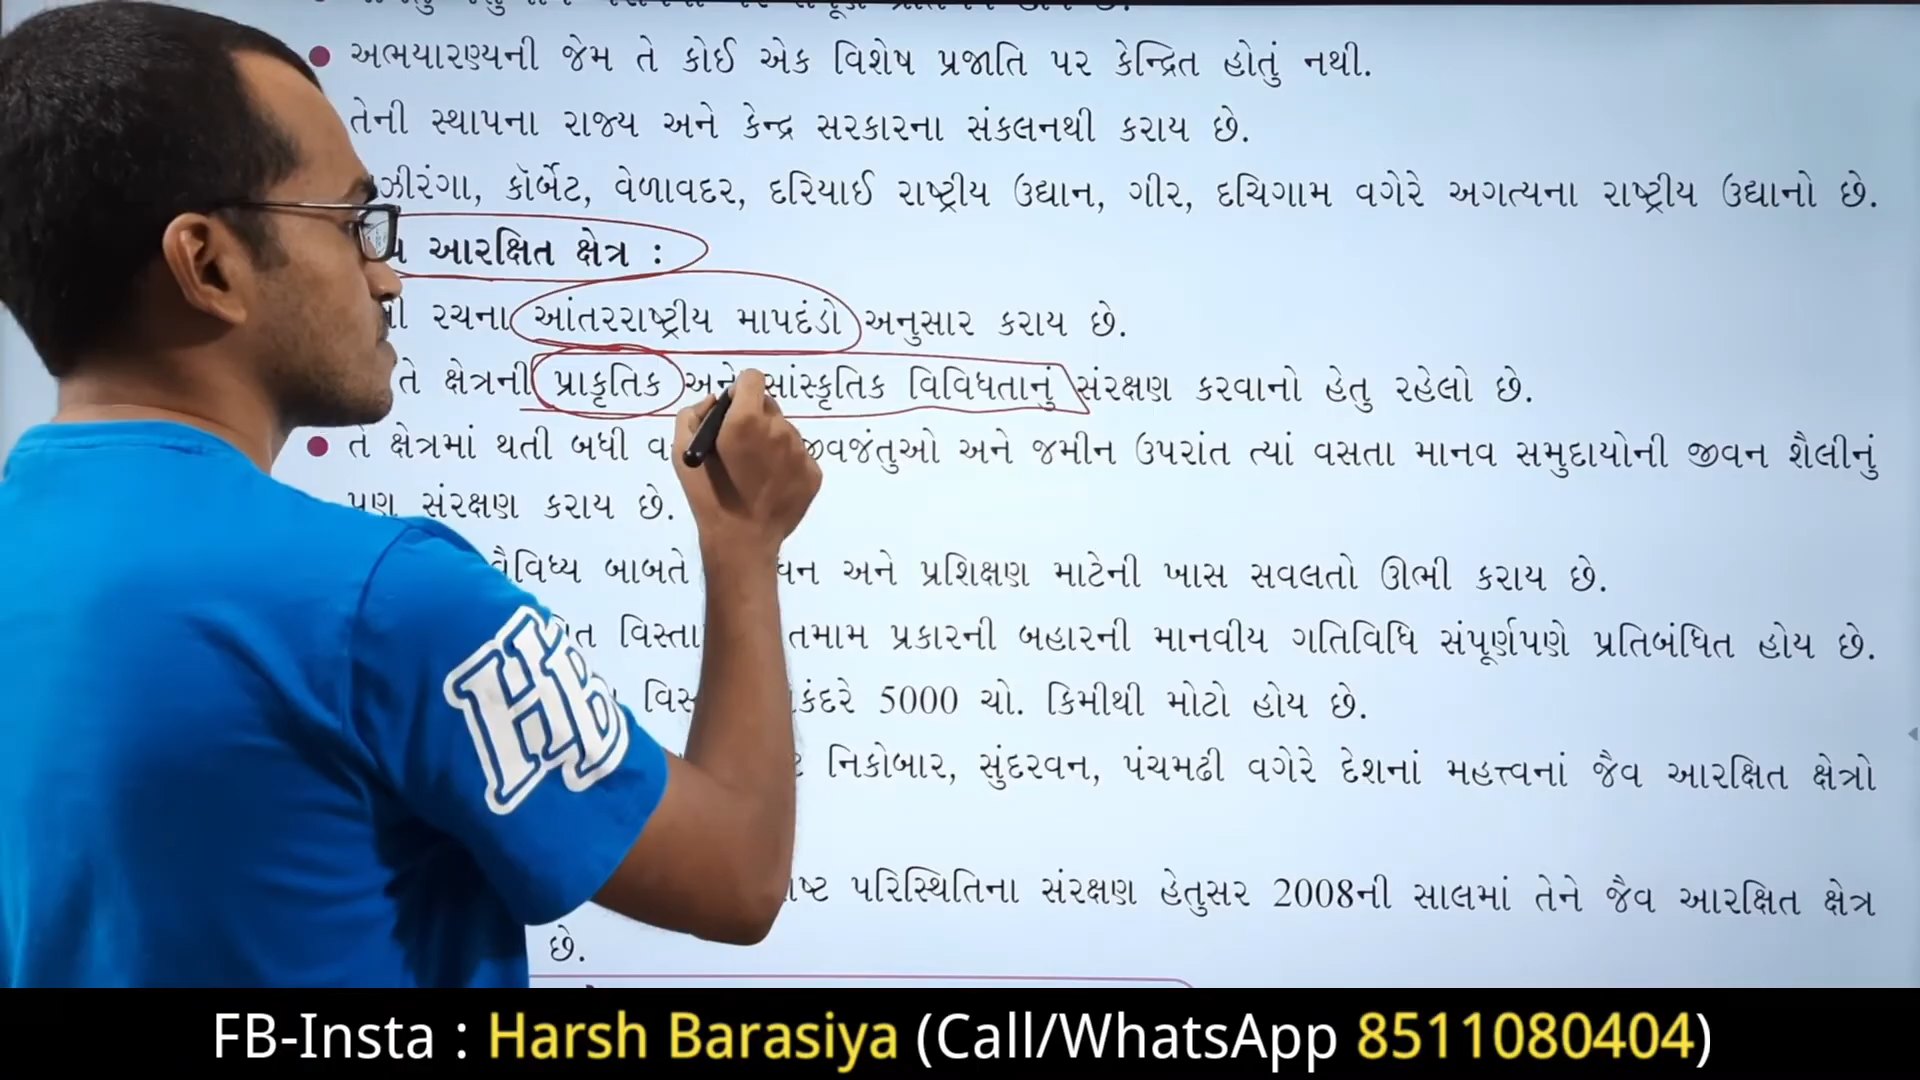 અભયારણ્યની જેમ તે કોઈ એક વિશેષ પ્રજાતિ પર કેન્દ્રિત હોતું નથી.
તેની સ્થાપના રાજ્ય અને કેન્દ્ર સરકારના સંકલનથી કરાય છે.
ઝીરંગા, કૉર્બેટ, વેળાવદર, દરિયાઈ રાષ્ટ્રીય ઉદ્યાન, ગીર, દચિગામ વગેરે અગત્યના રાષ્ટ્રીય ઉદ્યાનો છે.
આરક્ષિત ક્ષેત્ર :
રચના આંતરરાષ્ટ્રીય માપદંડો અનુસાર કરાય છે.
તે ક્ષેત્રની પ્રાકૃતિક અને સાંસ્કૃતિક વિવિધતાનું સંરક્ષણ કરવાનો હેતુ રહેલો છે.
તે ક્ષેત્રમાં થતી બધી જીવજંતુઓ અને જમીન ઉપરાંત ત્યાં વસતા માનવ સમુદાયોની જીવન શૈલીનું
પણ સંરક્ષણ કરાય છે.
વૈવિધ્ય બાબતે અને પ્રશિક્ષણ માટેની ખાસ સવલતો ઊભી કરાય છે.
તમામ પ્રકારની બહારની માનવીય ગતિવિધિ સંપૂર્ણપણે પ્રતિબંધિત હોય છે.
5000 ચો. કિમીથી મોટો હોય છે.
નિકોબાર, સુંદરવન, પંચમઢી વગેરે દેશનાં મહત્ત્વનાં જૈવ આરક્ષિત ક્ષેત્રો
પરિસ્થિતિના સંરક્ષણ હેતુસર 2008ની સાલમાં તેને જૈવ આરક્ષિત ક્ષેત્ર
છે.
HB
FB-Insta : Harsh Barasiya (Call/WhatsApp 8511080404)